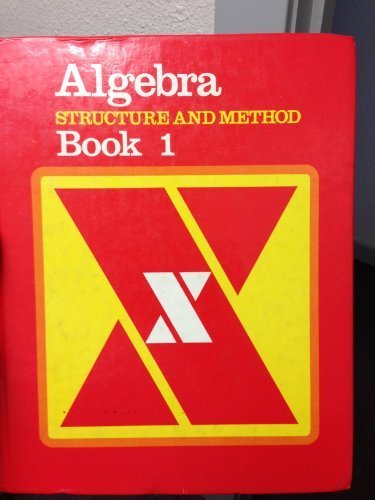 Algebra
STRUCTURE AND METHOD
Book 1
X